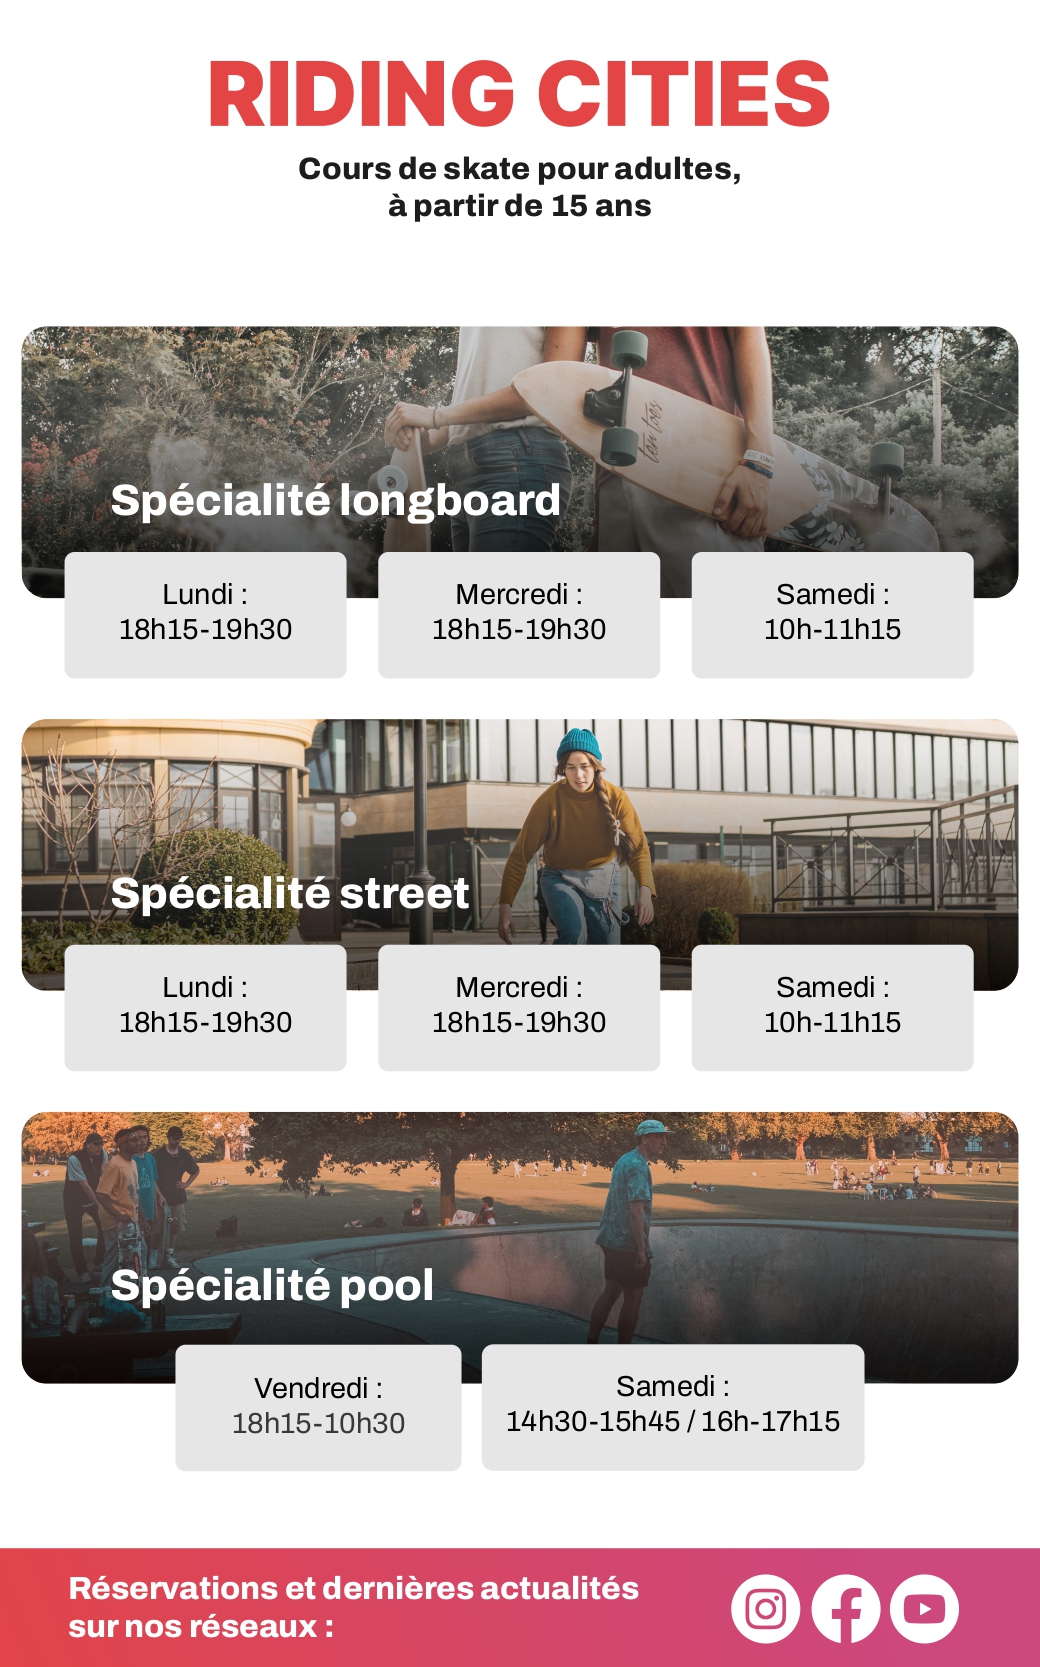 RIDING CITIES
Cours de skate pour adultes,
à partir de 15 ans
ten toes
Spécialité longboard
Lundi :
18h15-19h30
Mercredi :
18h15-19h30
Samedi :
10h-11h15
Spécialité street
Lundi :
18h15-19h30
Mercredi :
18h15-19h30
Samedi :
10h-11h15
Spécialité pool
Vendredi :
18h15-10h30
Samedi :
14h30-15h45 / 16h-17h15
Réservations et dernières actualités
sur nos réseaux :